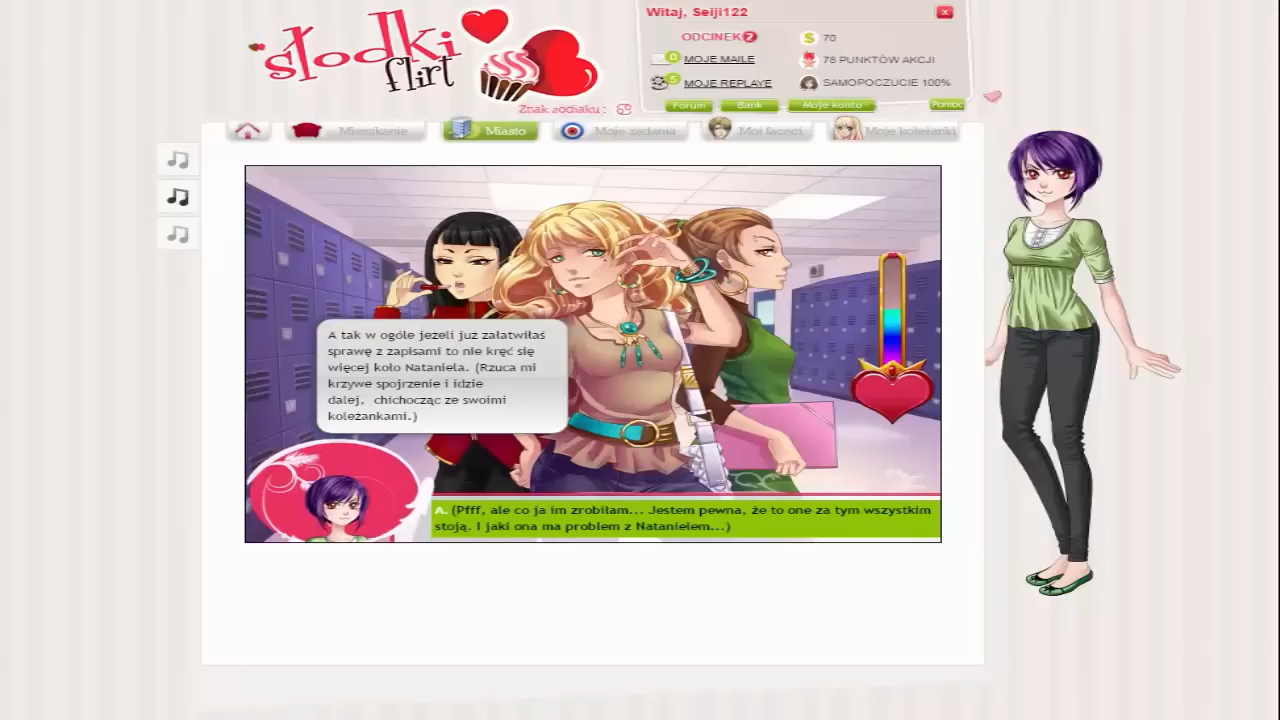 słodki
flirt
Witaj, Seiji122
ODCINEK 2
70
0 MOJE MAILE
78 PUNKTÓW AKCJI
5 MOJE REPLAYE
SAMOPOCZUCIE 100%
Znak zodiaku :
Forum
Bank
Moje konto
Pomoc
Mieszkanie
Miasto
Moje zadania
Moi faceci
Moje koleżanki
A tak w ogóle jeżeli już załatwiłaś
sprawę z zapisami to nie kręć się
więcej koło Nataniela. (Rzuca mi
krzywe spojrzenie i idzie
dalej, chichocząc ze swoimi
koleżankami.)
A. (Pfff, ale co ja im zrobiłam... Jestem pewna, że to one za tym wszystkim
stoją. I jaki ona ma problem z Natanielem...)